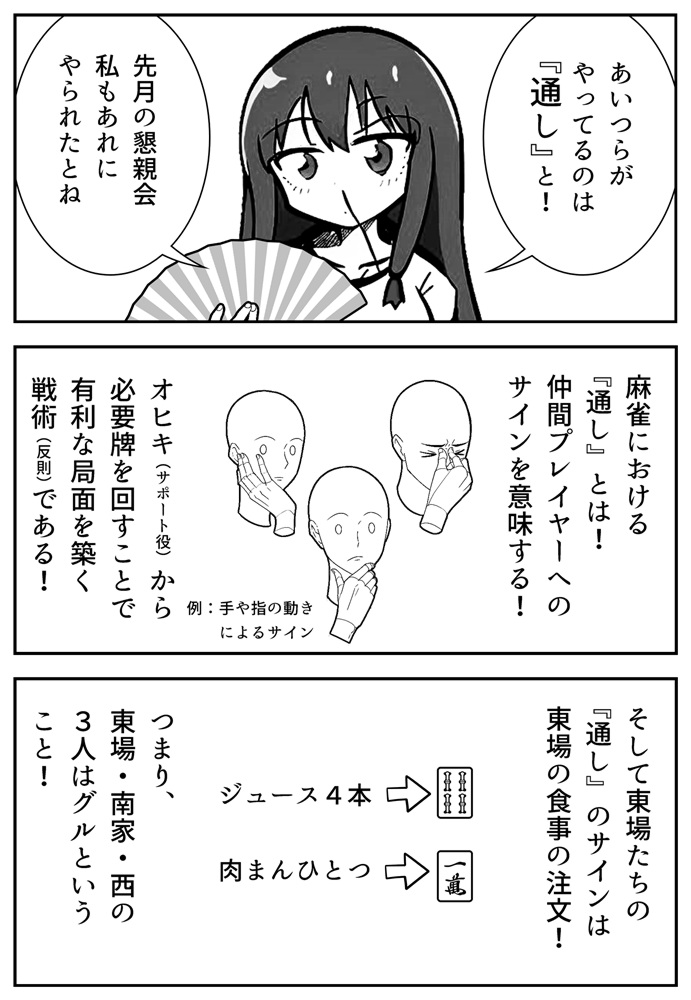 あいつらが
やってるのは
『通し』と！
先月の懇親会
私もあれに
やられたとね
麻雀における
『通し』とは！
仲間プレイヤーへの
サインを意味する！
オヒキ（サポート役）から
必要牌を回すことで
有利な局面を築く
戦術（反則）である！
例：手や指の動き
によるサイン
そして東場たちの
『通し』のサインは
東場の食事の注文！
ジュース４本
肉まんひとつ
一萬
つまり、
東場・南家・西の
３人はグルという
こと！